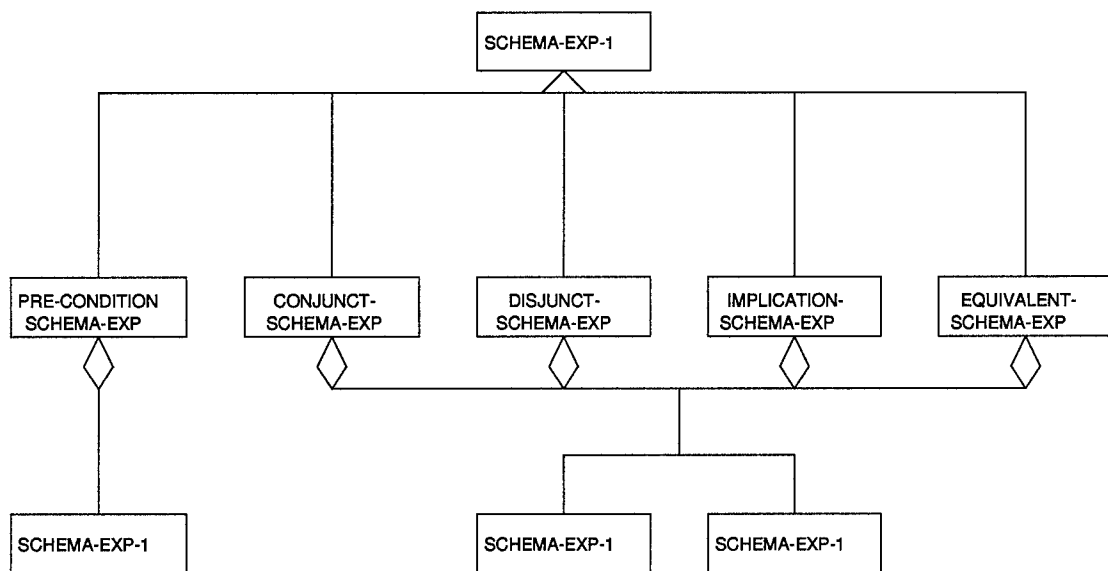 SCHEMA-EXP-1
PRE-CONDITION
SCHEMA-EXP
CONJUNCT-
SCHEMA-EXP
DISJUNCT-
SCHEMA-EXP
IMPLICATION-
SCHEMA-EXP
EQUIVALENT-
SCHEMA-EXP
SCHEMA-EXP-1
SCHEMA-EXP-1
SCHEMA-EXP-1